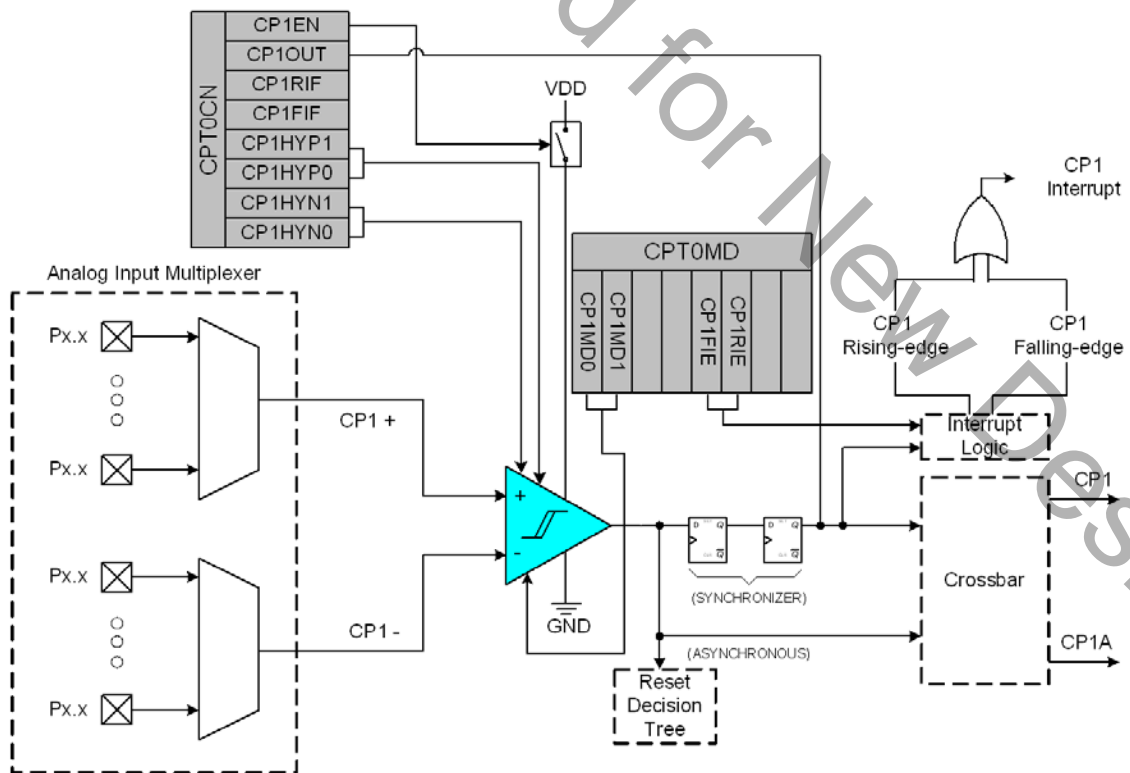 CPT0CN
CP1EN
CP1OUT
CP1RIF
CP1FIF
CP1HYP1
CP1HYP0
CP1HYN1
CP1HYN0
VDD
d for New Des
CP1
Interrupt
CPT0MD
CP1MD0
CP1MD1
CP1FIE
CP1RIE
CP1
Rising-edge
CP1
Falling-edge
Analog Input Multiplexer
Px.x
Px.x
CP1 +
Interrupt
Logic
CP1
+
-
D
Q
Q
D
Q
Q
(SYNCHRONIZER)
Crossbar
Px.x
CP1 -
GND
(ASYNCHRONOUS)
CP1A
Px.x
Reset
Decision
Tree